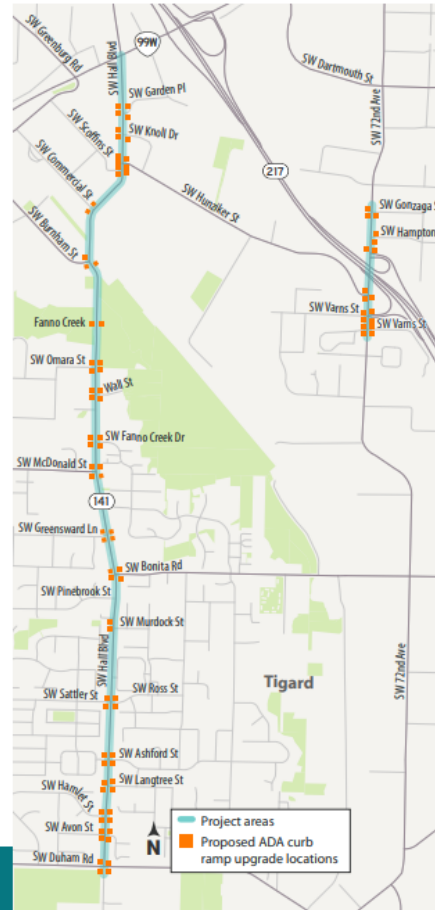 SW Greenburg Rd
SW Hall Blvd
99W
SW Dartmouth St
SW 72nd Ave
SW Garden Pl
SW Scoffins St
SW Knoll Dr
217
SW Commercial St
SW Hunziker St
SW Gonzaga S
SW Hampton
SW Burnham St
SW Varns St
SW Varns St
Fanno Creek
SW Omara St
Wall St
SW Fanno Creek Dr
SW McDonald St
141
SW Greensward Ln
SW Bonita Rd
SW Pinebrook St
SW Murdock St
SW Hall Blvd
SW 72nd Ave
Tigard
SW Sattler St
SW Ross St
SW Ashford St
SW Langtree St
SW Hamlet St
SW Avon St
SW Duham Rd
N
Project areas
Proposed ADA curb
ramp upgrade locations